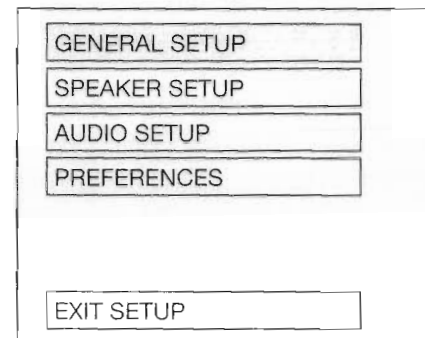 GENERAL SETUP
SPEAKER SETUP
AUDIO SETUP
PREFERENCES
EXIT SETUP